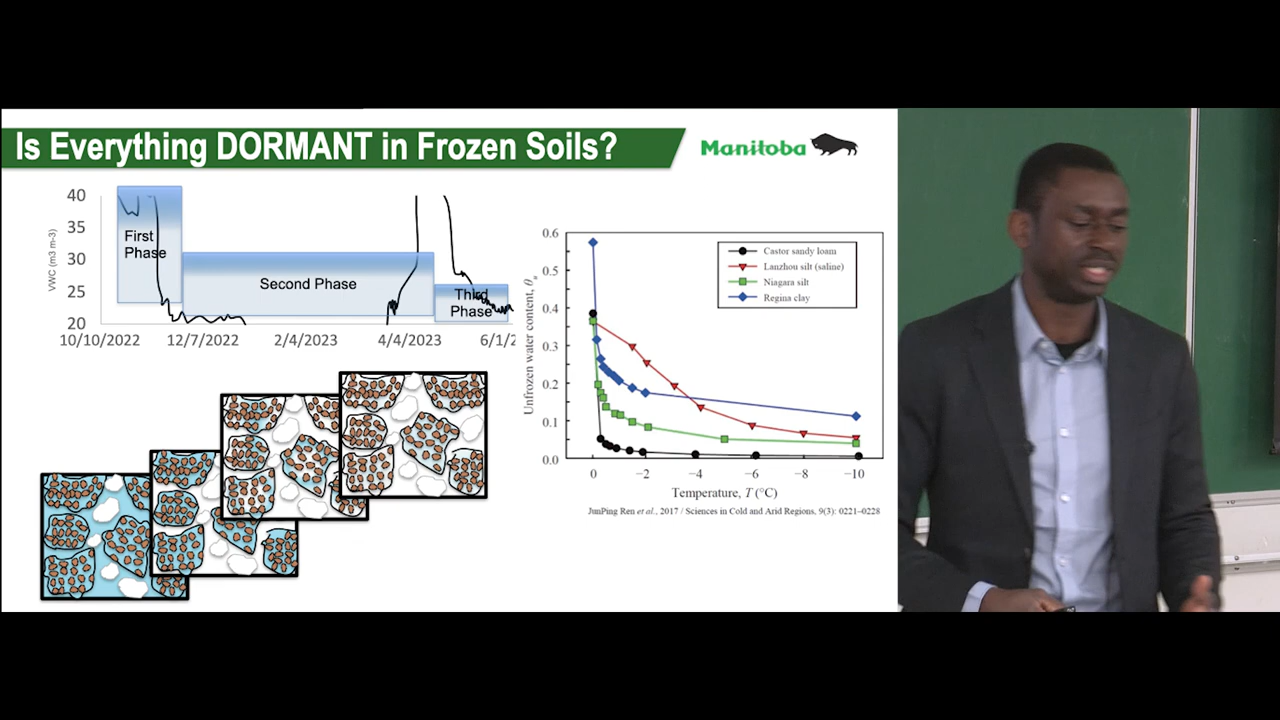 Is Everything DORMANT in Frozen Soils?
Manitoba
VWC (m3 m-3)
40
35
30
25
20
First
Phase
Second Phase
Third
Phase
10/10/2022
12/7/2022
2/4/2023
4/4/2023
6/1/2
Unfrozen water content, θu
0.6
0.5
0.4
0.3
0.2
0.1
0.0
Castor sandy loam
Lanzhou silt (saline)
Niagara silt
Regina clay
0
−2
−4
−6
−8
−10
Temperature, T (°C)
JunPing Ren et al., 2017 / Sciences in Cold and Arid Regions, 9(3): 0221–0228